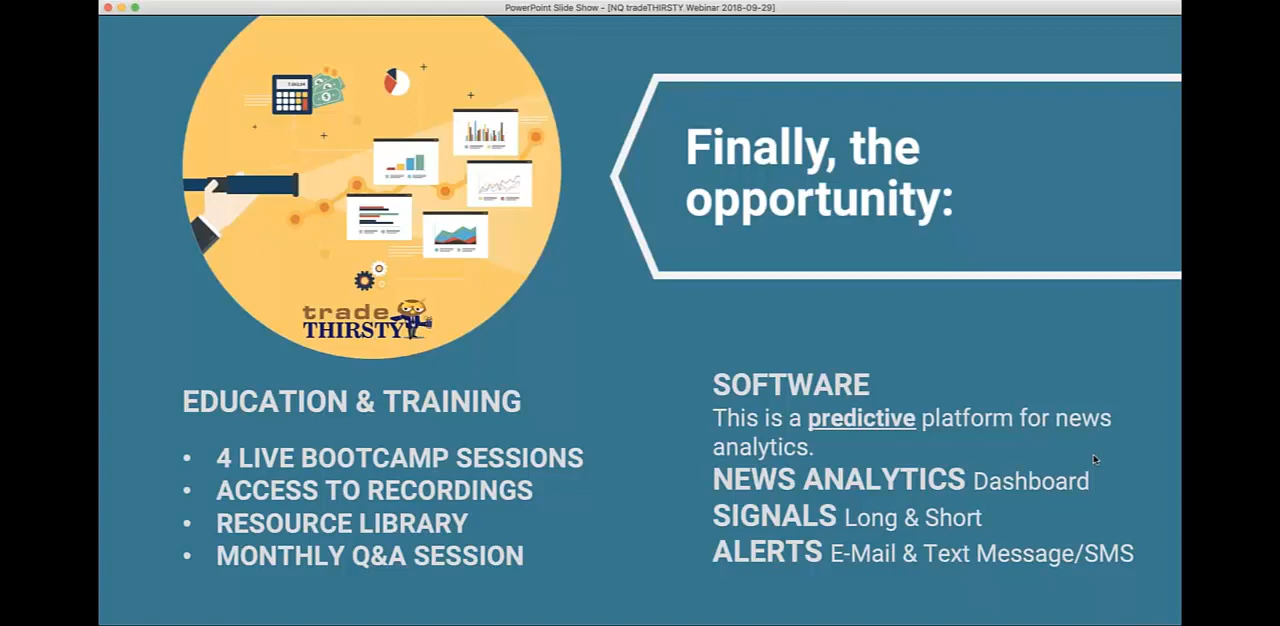 PowerPoint Slide Show - [NQ tradeTHIRSTY Webinar 2018-09-29]
Finally, the
opportunity:
trade
THIRSTY
EDUCATION & TRAINING
• 4 LIVE BOOTCAMP SESSIONS
• ACCESS TO RECORDINGS
• RESOURCE LIBRARY
• MONTHLY Q&A SESSION
SOFTWARE
This is a predictive platform for news
analytics.
NEWS ANALYTICS Dashboard
SIGNALS Long & Short
ALERTS E-Mail & Text Message/SMS